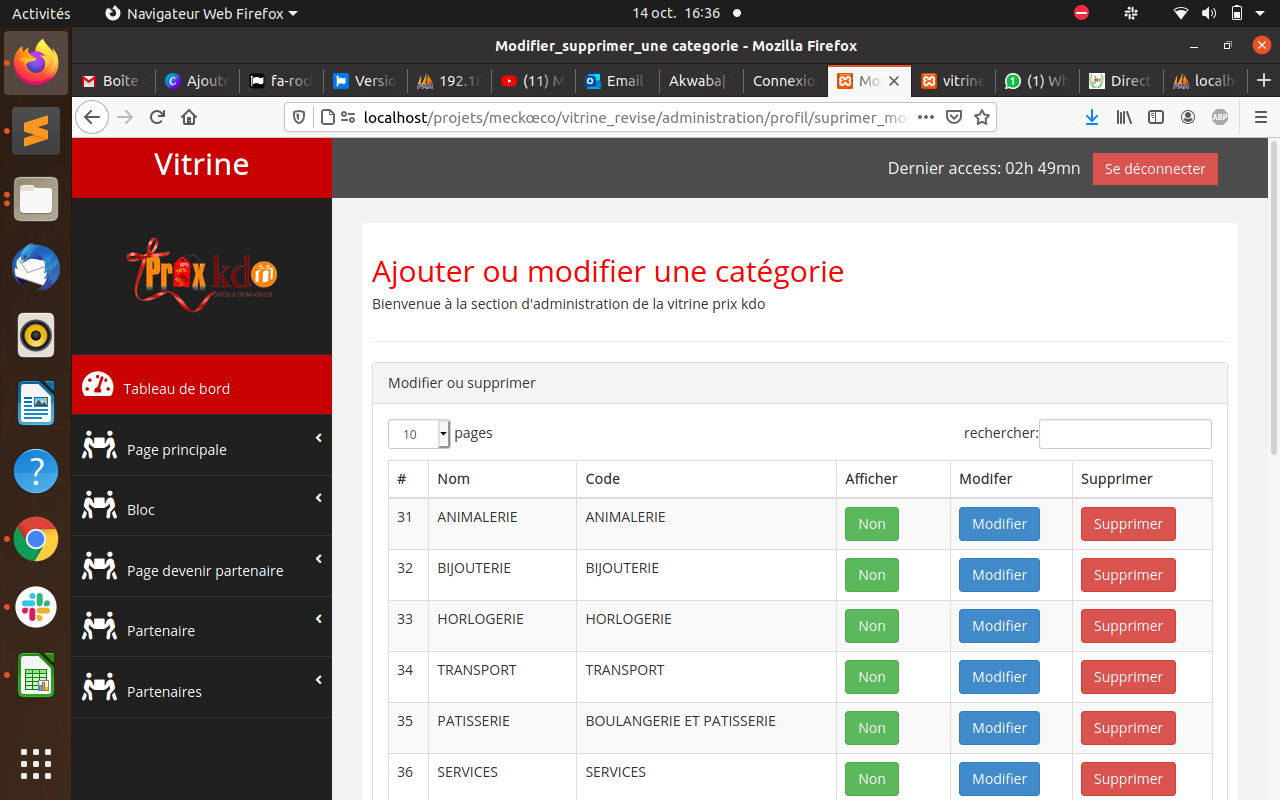 Activités
Navigateur Web Firefox
14 oct. 16:36
Modifier_supprimer_une categorie - Mozilla Firefox
Boîte
Ajoute
fa-roc
Versio
192.18
(11) M
Email
Akwaba| T
Connexio
Mo
vitrine
(1) Wh
Direct
localh
localhost/projets/meckœco/vitrine_revise/administration/profil/suprimer_mo
ABP
Vitrine
Dernier access: 02h 49mn
Se déconnecter
Prix kdo
GROS & DEMI-GROS
Tableau de bord
Page principale
Bloc
Page devenir partenaire
Partenaire
Partenaires
Ajouter ou modifier une catégorie
Bienvenue à la section d'administration de la vitrine prix kdo
Modifier ou supprimer
10 pages
rechercher:
# Nom Code Afficher Modifer Supprimer
31 ANIMALERIE ANIMALERIE Non Modifier Supprimer
32 BIJOUTERIE BIJOUTERIE Non Modifier Supprimer
33 HORLOGERIE HORLOGERIE Non Modifier Supprimer
34 TRANSPORT TRANSPORT Non Modifier Supprimer
35 PATISSERIE BOULANGERIE ET PATISSERIE Non Modifier Supprimer
36 SERVICES SERVICES Non Modifier Supprimer